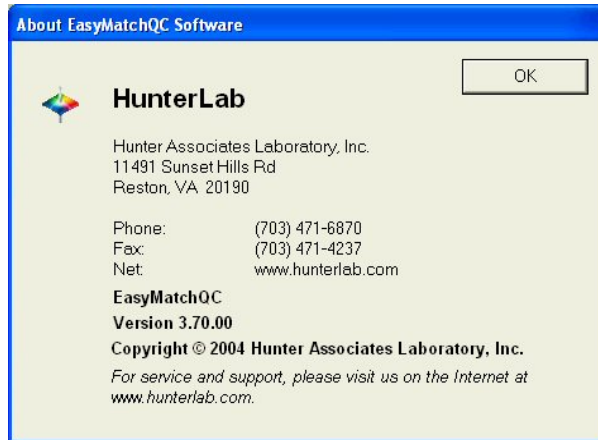 About EasyMatchQC Software
OK
HunterLab
Hunter Associates Laboratory, Inc.
11491 Sunset Hills Rd
Reston, VA 20190
Phone: (703) 471-6870
Fax: (703) 471-4237
Net: www.hunterlab.com
EasyMatchQC
Version 3.70.00
Copyright © 2004 Hunter Associates Laboratory, Inc.
For service and support, please visit us on the Internet at
www.hunterlab.com.